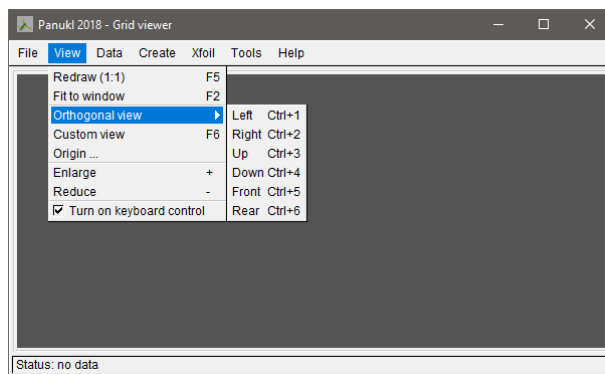 Panukl 2018 - Grid viewer
File View Data Create Xfoil Tools Help
Redraw (1:1) F5
Fit to window F2
Orthogonal view
Custom view F6
Origin ...
Enlarge +
Reduce -
Turn on keyboard control
Left Ctrl+1
Right Ctrl+2
Up Ctrl+3
Down Ctrl+4
Front Ctrl+5
Rear Ctrl+6
Status: no data